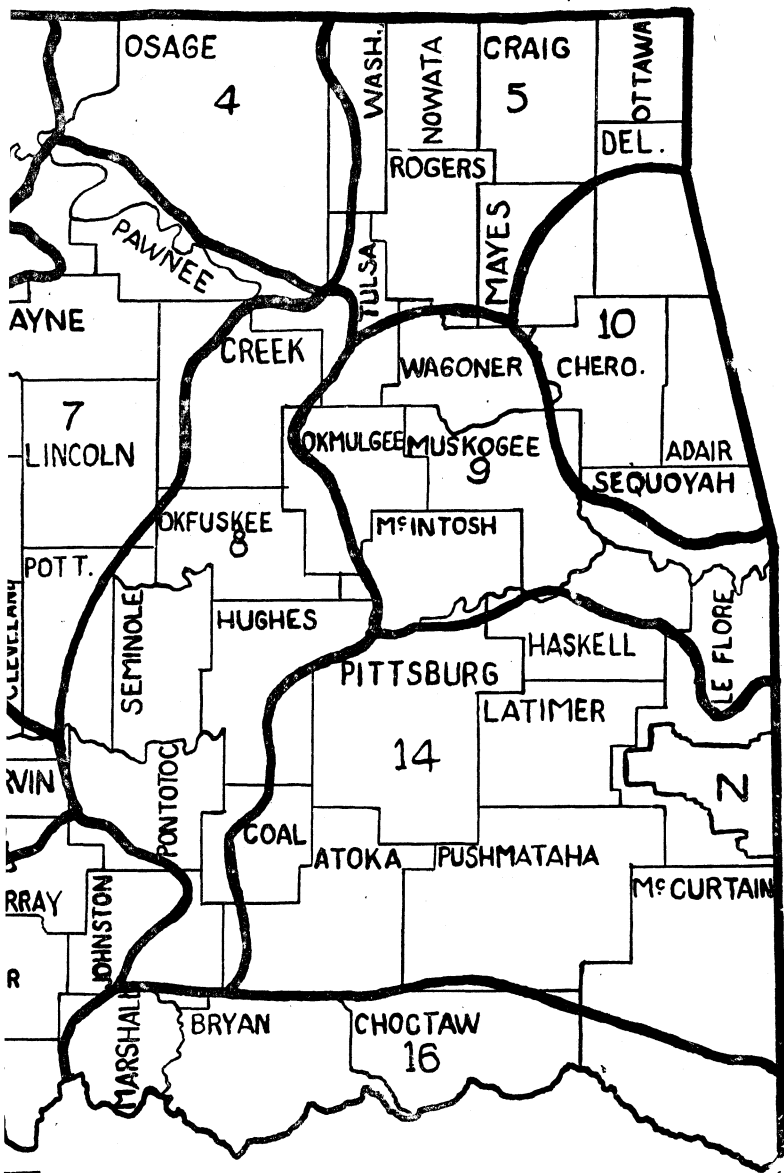 OSAGE
4
WASH.
NOWATA
CRAIG
5
OTTAWA
DEL.
ROGERS
MAYES
PAWNEE
TULSA
AYNE
CREEK
WAGONER
10
CHERO.
7
LINCOLN
OKMULGEE
MUSKOGEE
9
ADAIR
SEQUOYAH
OKFUSKEE
8
McINTOSH
POTT.
CLEVELAND
SEMINOLE
HUGHES
HASKELL
LE FLORE
PITTSBURG
LATIMER
14
RVIN
PONTOTOC
COAL
ATOKA
PUSHMATAHA
McCURTAIN
RRAY
JOHNSTON
R
MARSHALL
BRYAN
CHOCTAW
16